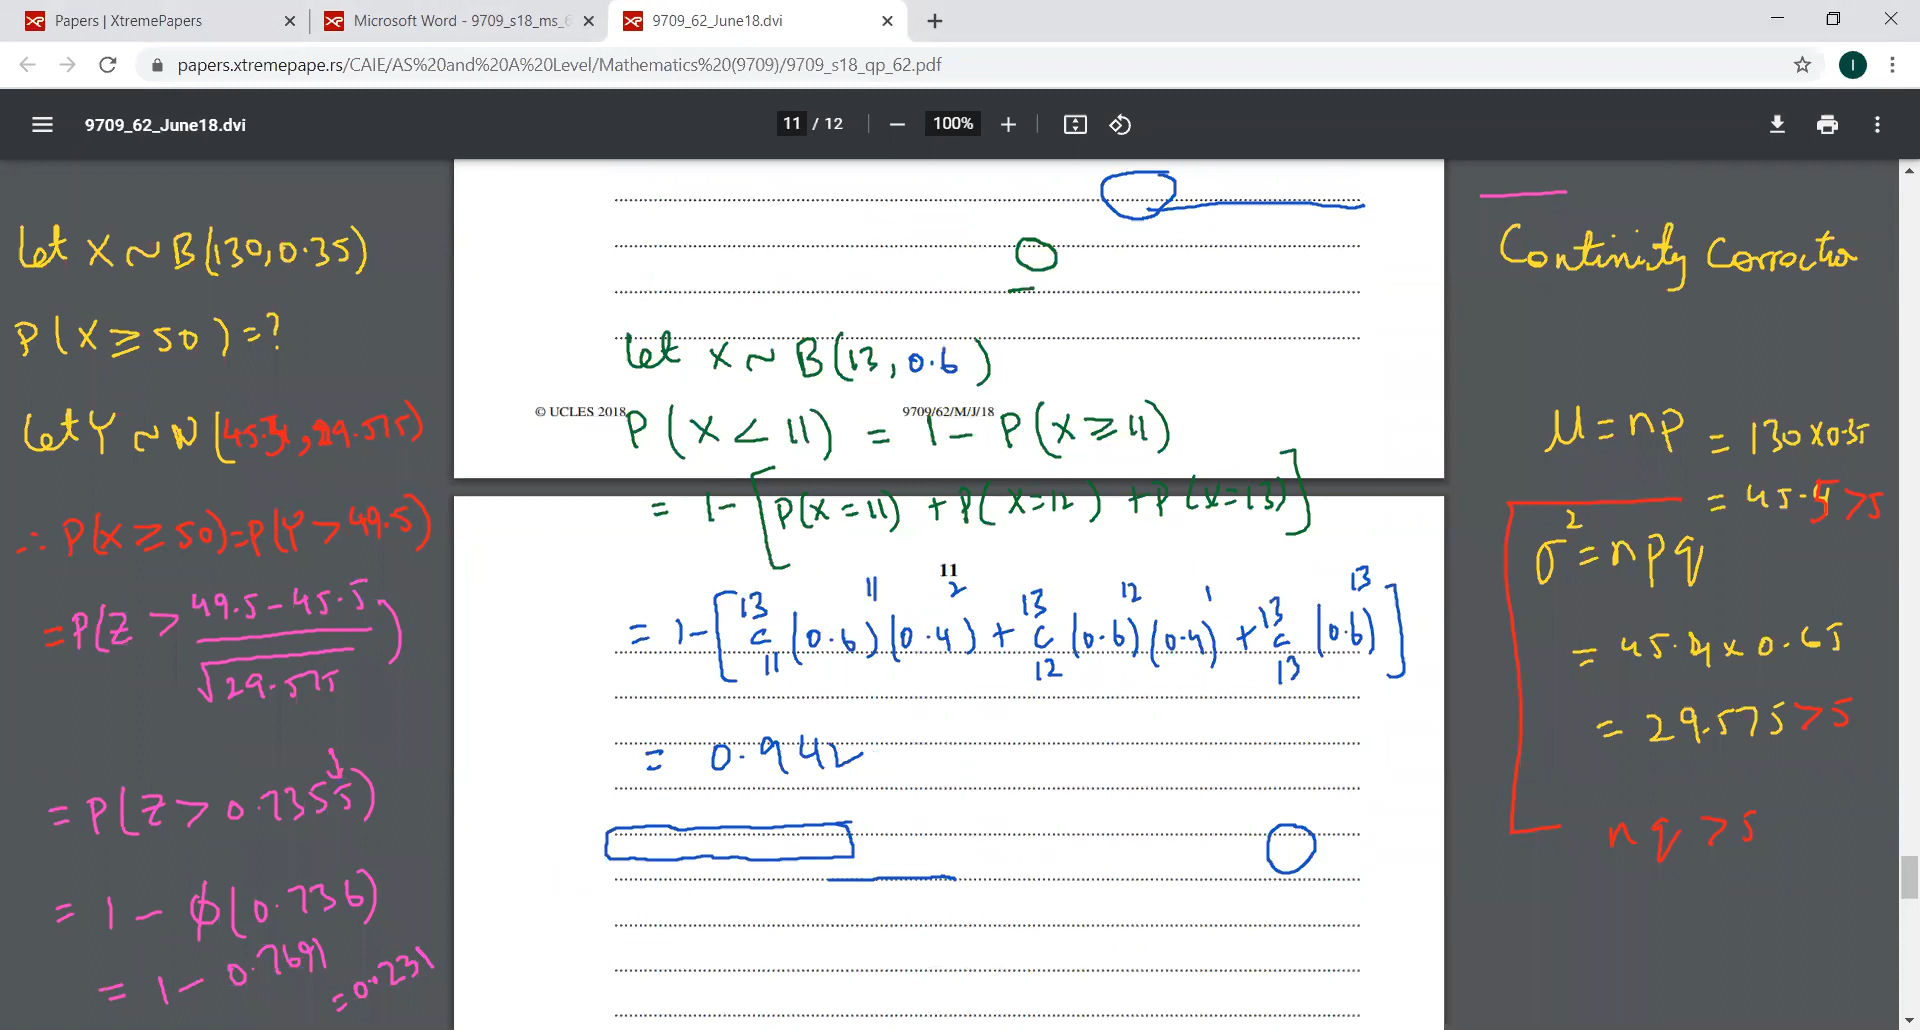 Papers | XtremePapers
Microsoft Word - 9709_s18_ms_6
9709_62_June18.dvi
papers.xtremepape.rs/CAIE/AS%20and%20A%20Level/Mathematics%20(9709)/9709_s18_qp_62.pdf
I
9709_62_June18.dvi
11 / 12
100%
Let X ~ B(130,0.35)
P(X ≥ 50) = ?
Let Y ~ N(45.5, 29.575)
∴ P(X ≥ 50) = P(Y > 49.5)
= P(Z > 49.5 - 45.5 / √29.575)
= P(Z > 0.7355)
= 1 - ϕ(0.736)
= 1 - 0.7691
= 0.231
Let X ~ B(13, 0.6)
© UCLES 2018
9709/62/M/J/18
P(X < 11) = 1 - P(X ≥ 11)
= 1 - [P(X = 11) + P(X = 12) + P(X = 13)]
11
= 1 - [13C11 (0.6)^11 (0.4)^2 + 13C12 (0.6)^12 (0.4)^1 + 13C13 (0.6)^13]
= 0.942
Continuity Correction
μ = np = 130 × 0.35
= 45.5 > 5
σ² = npq
= 45.5 × 0.65
= 29.575 > 5
nq > 5